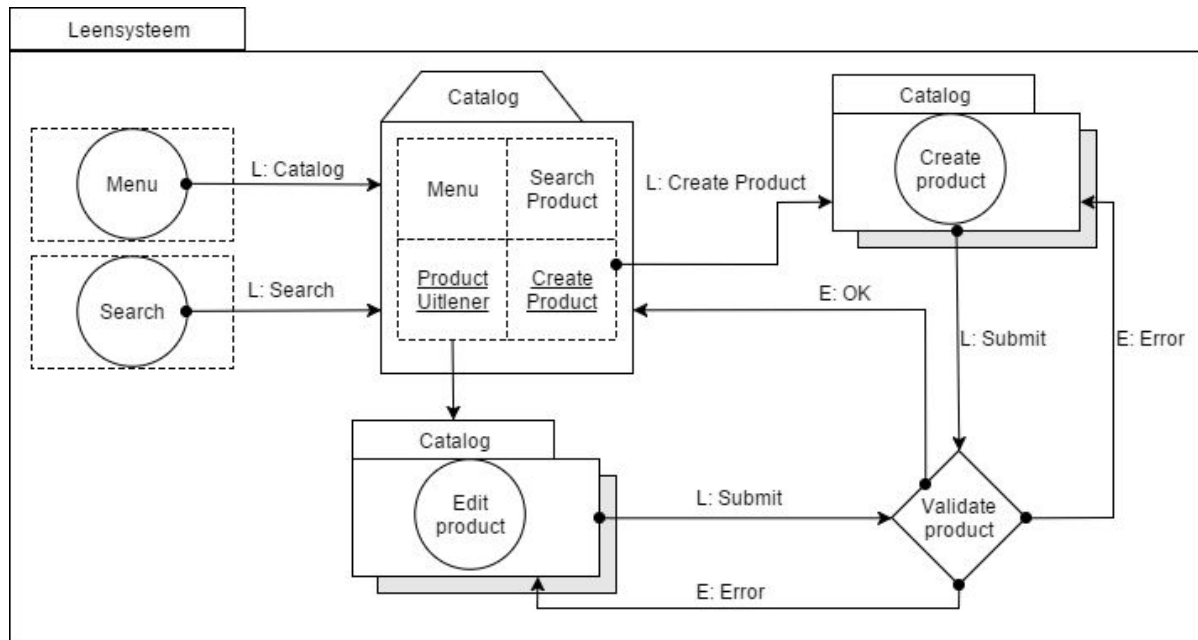 Leensysteem
Catalog
Catalog
Menu
L: Catalog
Menu
Search
Product
L: Create Product
Create
product
Search
L: Search
Product
Uitlener
Create
Product
E: OK
L: Submit
E: Error
Catalog
Edit
product
L: Submit
Validate
product
E: Error